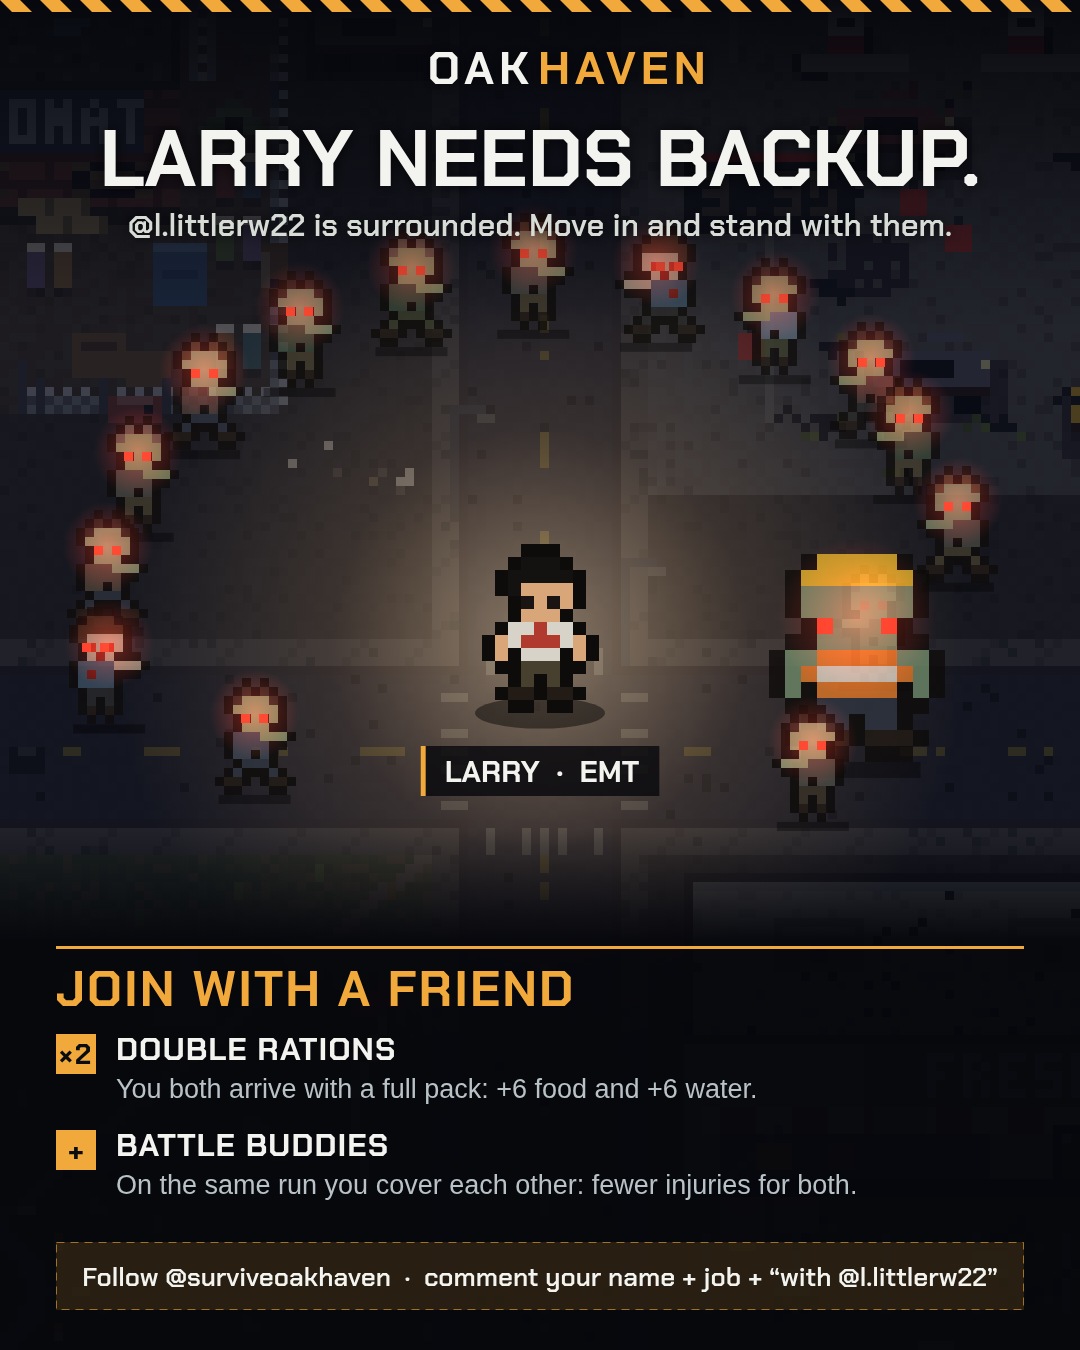 OMAT
OAKHAVEN
LARRY NEEDS BACKUP.
@l.littlerw22 is surrounded. Move in and stand with them.
LARRY · EMT
JOIN WITH A FRIEND
×2 DOUBLE RATIONS
You both arrive with a full pack: +6 food and +6 water.
+ BATTLE BUDDIES
On the same run you cover each other: fewer injuries for both.
Follow @surviveoakhaven · comment your name + job + “with @l.littlerw22”